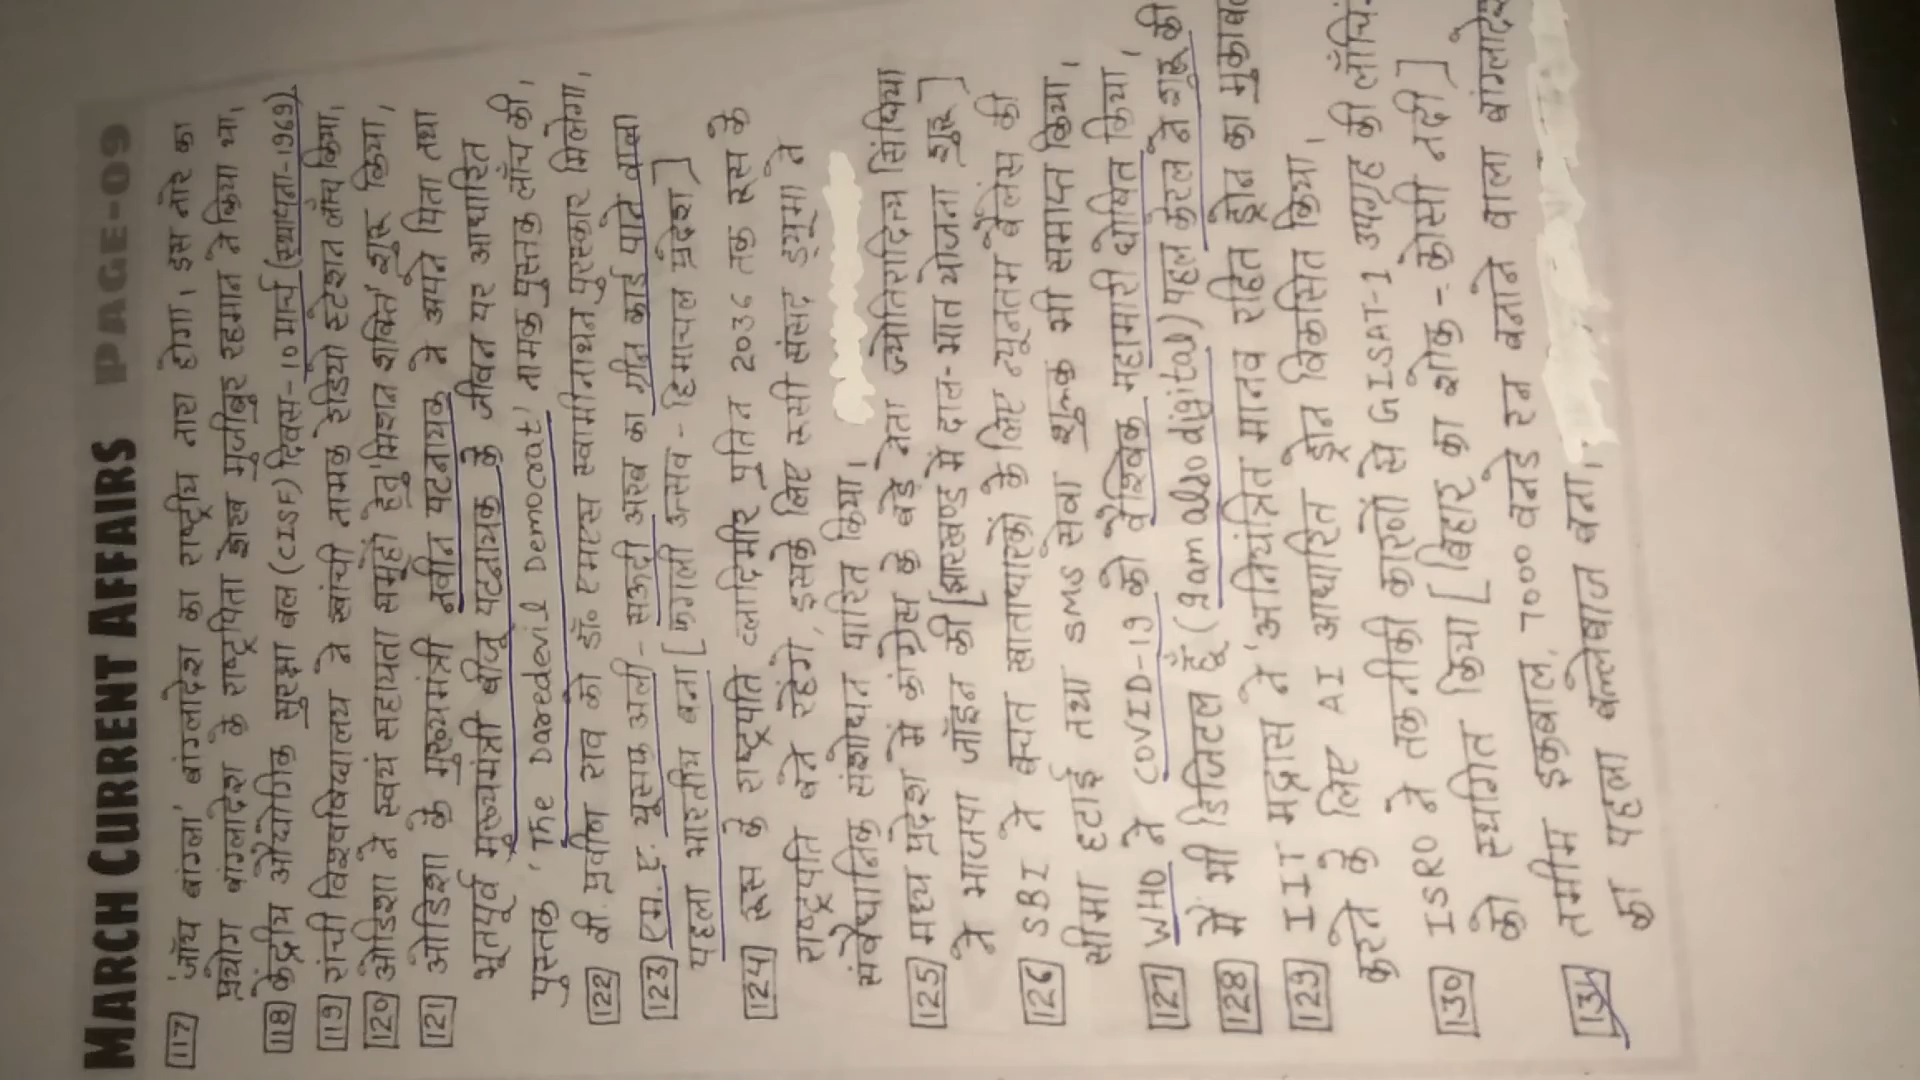 MARCH CURRENT AFFAIRS PAGE-09
117 'जॉय बांग्ला' बांग्लादेश का राष्ट्रीय नारा होगा। इस नारे का
प्रयोग बांग्लादेश के राष्ट्रपिता शेख मुजीबुर रहमान ने किया था।
118 केंद्रीय औद्योगिक सुरक्षा बल (CISF) दिवस-10 मार्च (स्थापना-1969)
119 रांची विश्वविद्यालय ने खांची नामक रेडियो स्टेशन लाँच किया।
120 ओडिशा ने स्वयं सहायता समूहों हेतु 'मिशन शक्ति' शुरू किया।
121 ओडिशा के मुख्यमंत्री नवीन पटनायक ने अपने पिता तथा
भूतपूर्व मुख्यमंत्री बीजू पटनायक के जीवन पर आधारित
पुस्तक 'The Daredevil Democrat' नामक पुस्तक लाँच की।
122 वी. प्रवीण राव को डॉ० एमएस स्वामीनाथन पुरस्कार मिलेगा।
123 एम. ए. यूसुफ अली - सऊदी अरब का ग्रीन कार्ड पाने वाला
पहला भारतीय बना [फगली उत्सव - हिमाचल प्रदेश]
124 रूस के राष्ट्रपति व्लादिमीर पुतिन 2036 तक रूस के
राष्ट्रपति बने रहेंगे, इसके लिए रूसी संसद ड्यूमा ने
संवैधानिक संशोधन पारित किया।
125 मध्य प्रदेश में कांग्रेस के बड़े नेता ज्योतिरादित्य सिंधिया
ने भाजपा जॉइन की [झारखण्ड में दाल-भात योजना शुरू]
126 SBI ने बचत खाताधारकों के लिए न्यूनतम बैलेंस की
सीमा हटाई तथा SMS सेवा शुल्क भी समाप्त किया।
127 WHO ने COVID-19 को वैश्विक महामारी घोषित किया।
128 में भी डिजिटल हूँ (I am also digital) पहल केरल ने शुरू की
129 IIT मद्रास ने 'अनियंत्रित' मानव रहित ड्रोन का
करने के लिए AI आधारित ड्रोन विकसित किया।
130 ISRO ने तकनीकी कारणों से GISAT-1 उपग्रह की
को स्थगित किया [बिहार का शोक - कोसी नदी]
131 तमीम इकबाल, 7000 वनडे रन बनाने वाला
का पहला बल्लेबाज बना।